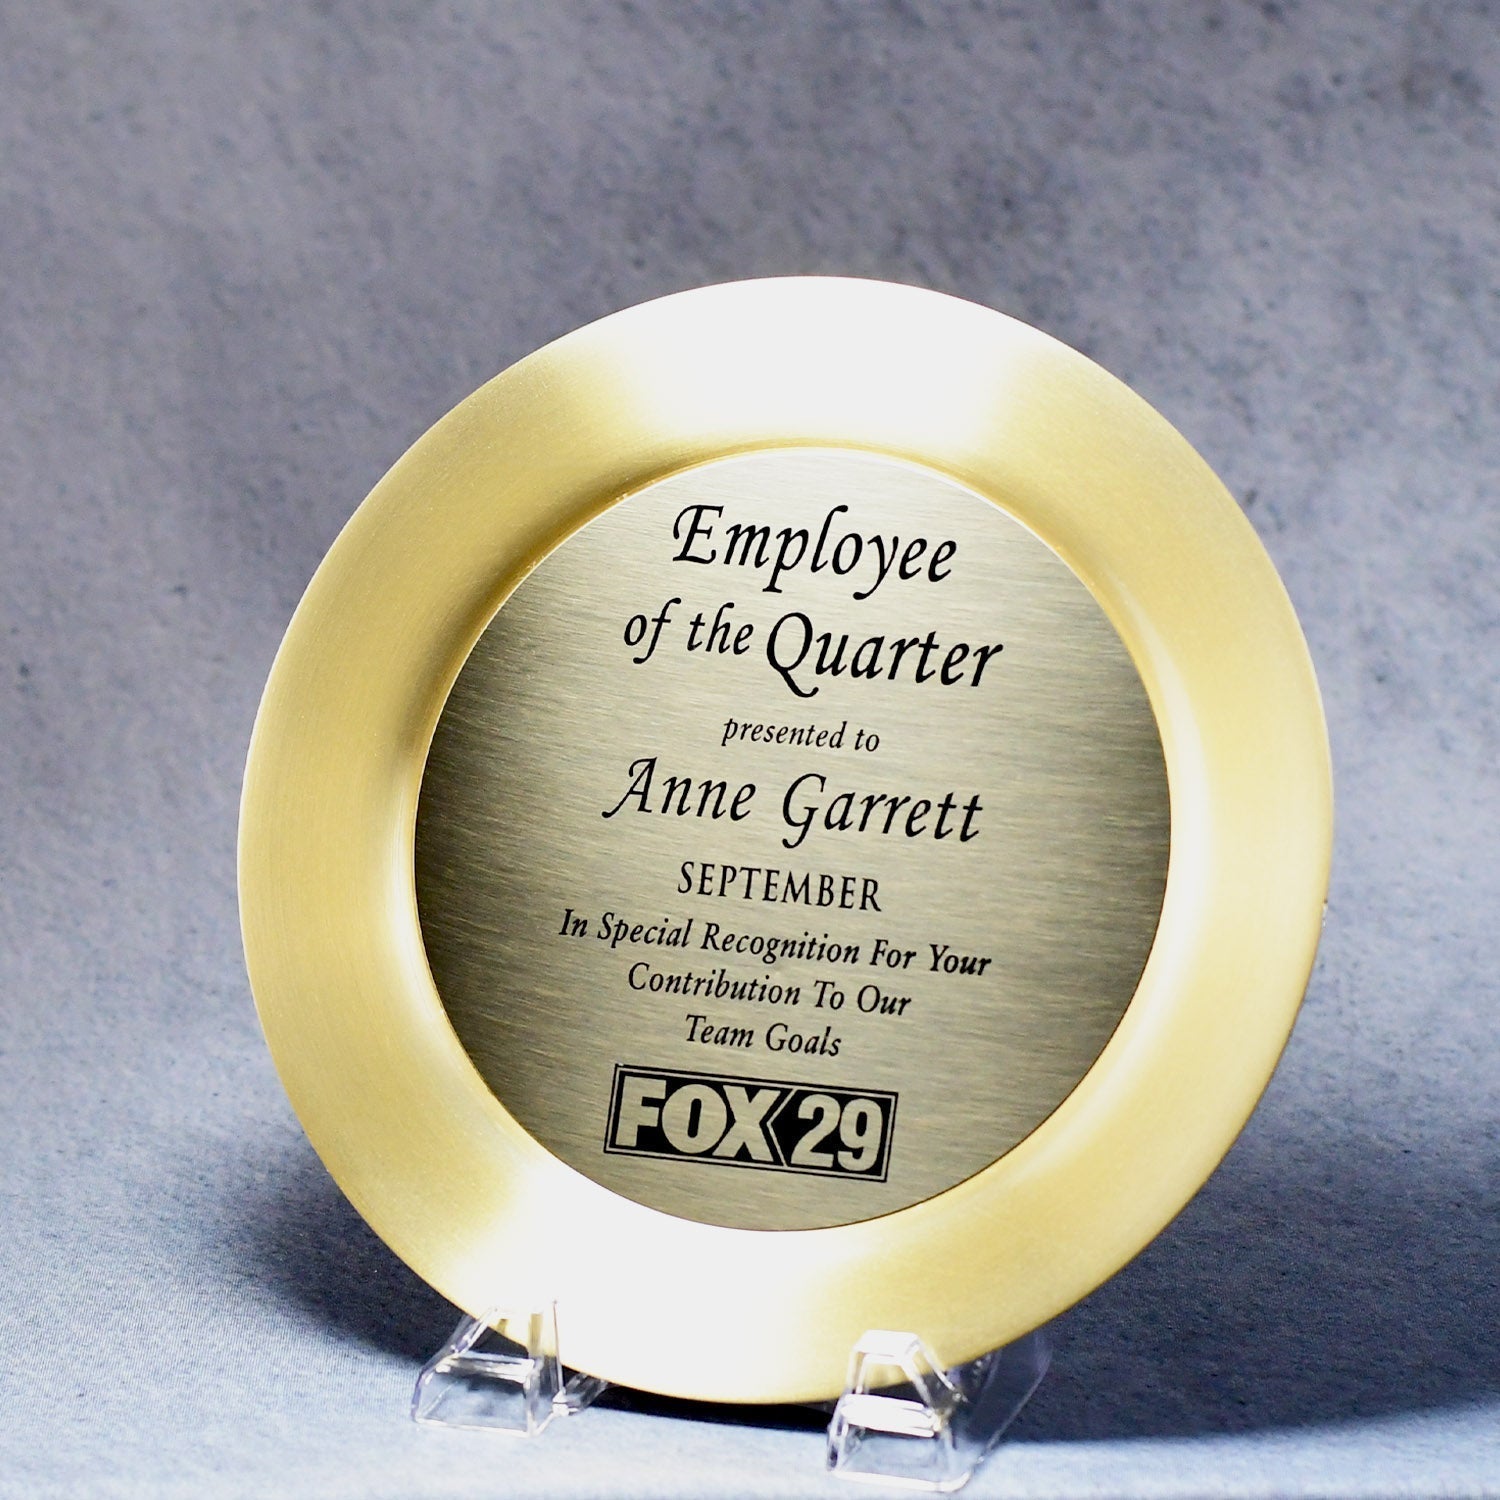 Employee
of the Quarter
presented to
Anne Garrett
SEPTEMBER
In Special Recognition For Your
Contribution To Our
Team Goals
FOX 29